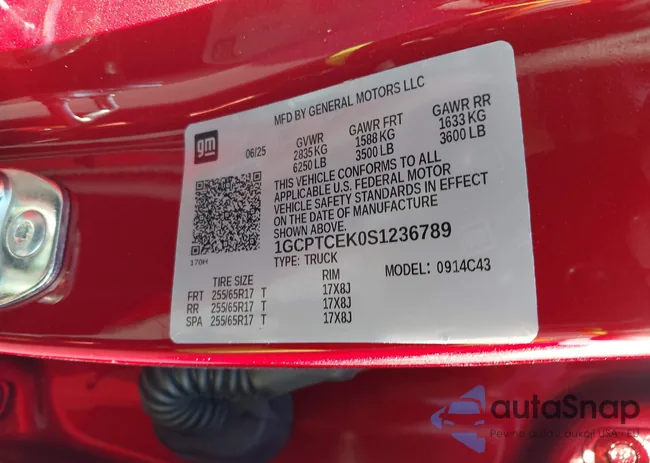 MFD BY GENERAL MOTORS LLC
gm
06/25
GVWR
2835 KG
6250 LB
GAWR FRT
1588 KG
3500 LB
GAWR RR
1633 KG
3600 LB
THIS VEHICLE CONFORMS TO ALL
APPLICABLE U.S. FEDERAL MOTOR
VEHICLE SAFETY STANDARDS IN EFFECT
ON THE DATE OF MANUFACTURE
SHOWN ABOVE.
1GCPTCEK0S1236789
170H
TYPE: TRUCK
MODEL: 0914C43
TIRE SIZE RIM
FRT 255/65R17 T 17X8J
RR 255/65R17 T 17X8J
SPA 255/65R17 T 17X8J
autaSnap